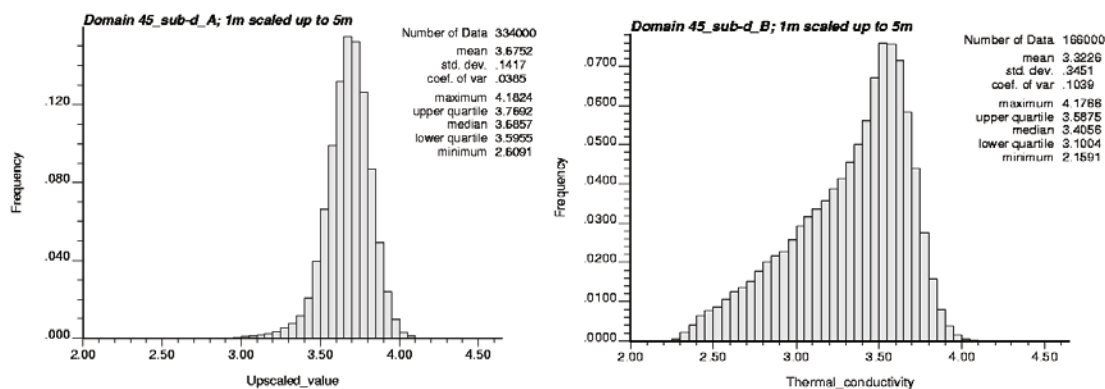 Domain 45_sub-d_A; 1m scaled up to 5m
Number of Data 334000
mean 3.6752
std. dev. .1417
coef. of var .0385
maximum 4.1824
upper quartile 3.7692
median 3.6857
lower quartile 3.5955
minimum 2.6091
Frequency
.120
.080
.040
.000
2.00 2.50 3.00 3.50 4.00 4.50
Upscaled_value
Domain 45_sub-d_B; 1m scaled up to 5m
Number of Data 166000
mean 3.3226
std. dev. .3451
coef. of var .1039
maximum 4.1766
upper quartile 3.5875
median 3.4056
lower quartile 3.1004
minimum 2.1591
Frequency
.0700
.0600
.0500
.0400
.0300
.0200
.0100
.0000
2.00 2.50 3.00 3.50 4.00 4.50
Thermal_conductivity